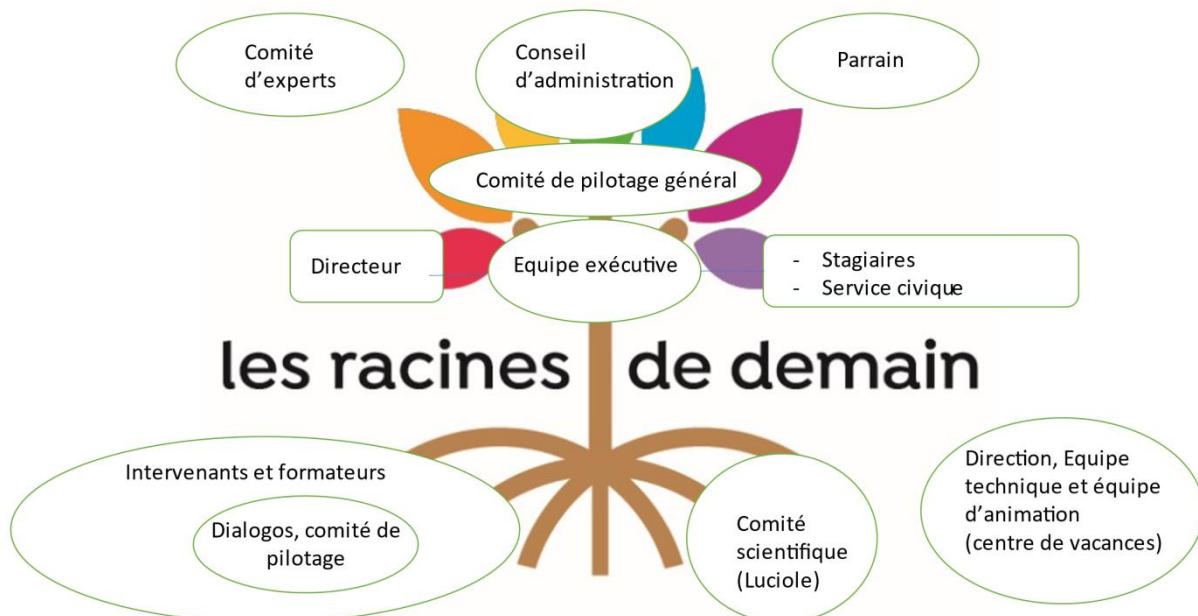 Comité
d’experts
Conseil
d’administration
Parrain
Comité de pilotage général
Directeur
Equipe exécutive
- Stagiaires
- Service civique
les racines de demain
Intervenants et formateurs
Dialogos, comité de
pilotage
Comité
scientifique
(Luciole)
Direction, Equipe
technique et équipe
d’animation
(centre de vacances)